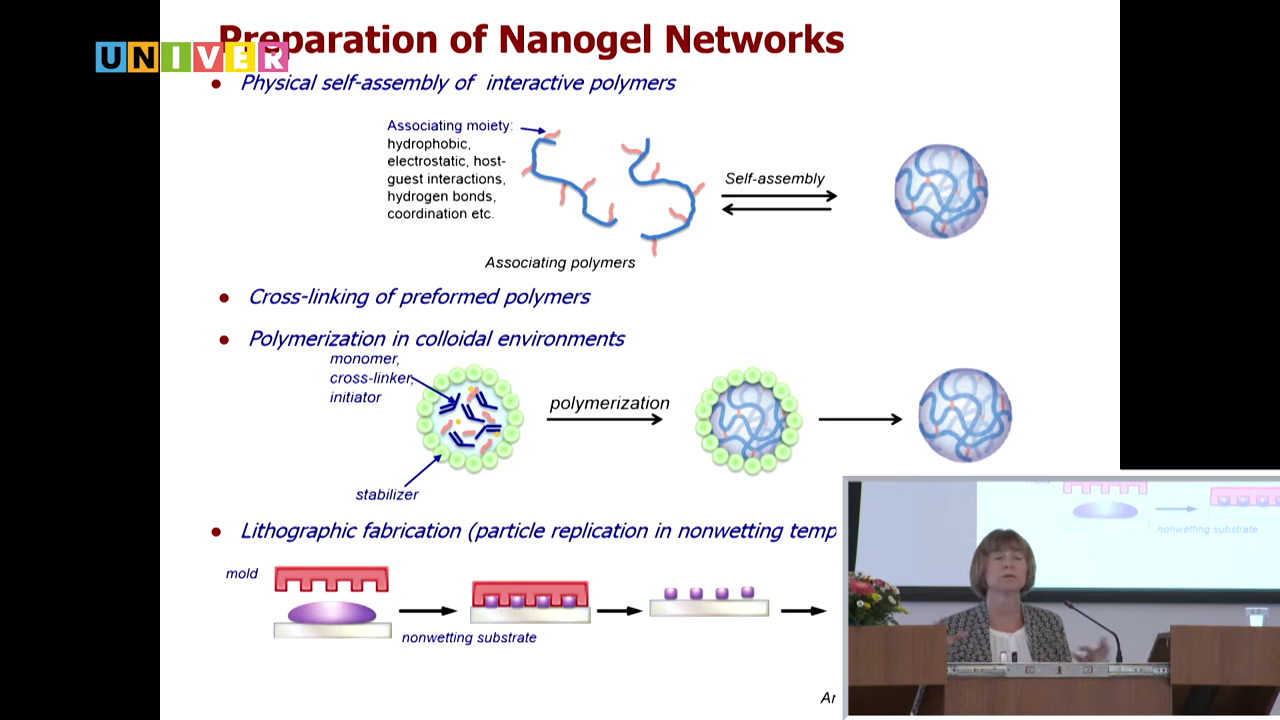 Preparation of Nanogel Networks
UNIVER
Physical self-assembly of interactive polymers
Associating moiety:
hydrophobic,
electrostatic, host-
guest interactions,
hydrogen bonds,
coordination etc.
Self-assembly
Associating polymers
Cross-linking of preformed polymers
Polymerization in colloidal environments
monomer,
cross-linker,
initiator
polymerization
stabilizer
Lithographic fabrication (particle replication in nonwetting temp
mold
nonwetting substrate
nonwetting substrate
Ar